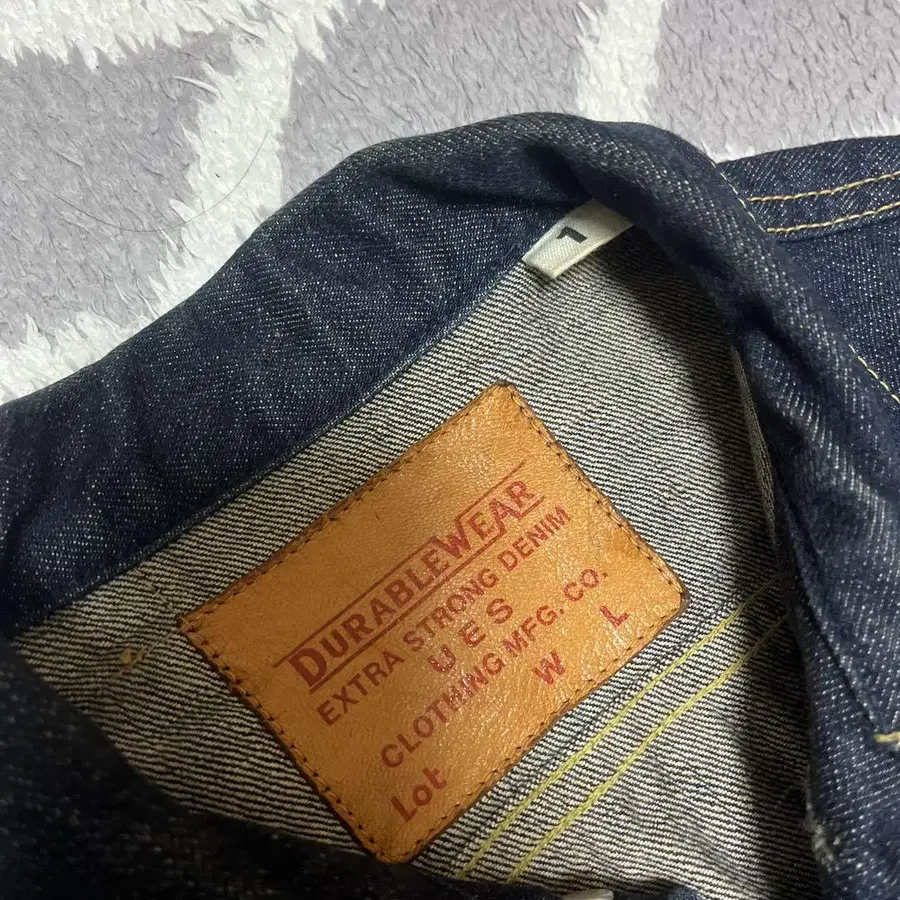 DURABLEWEAR
EXTRA STRONG DENIM
UES
CLOTHING MFG. CO.
Lot W L